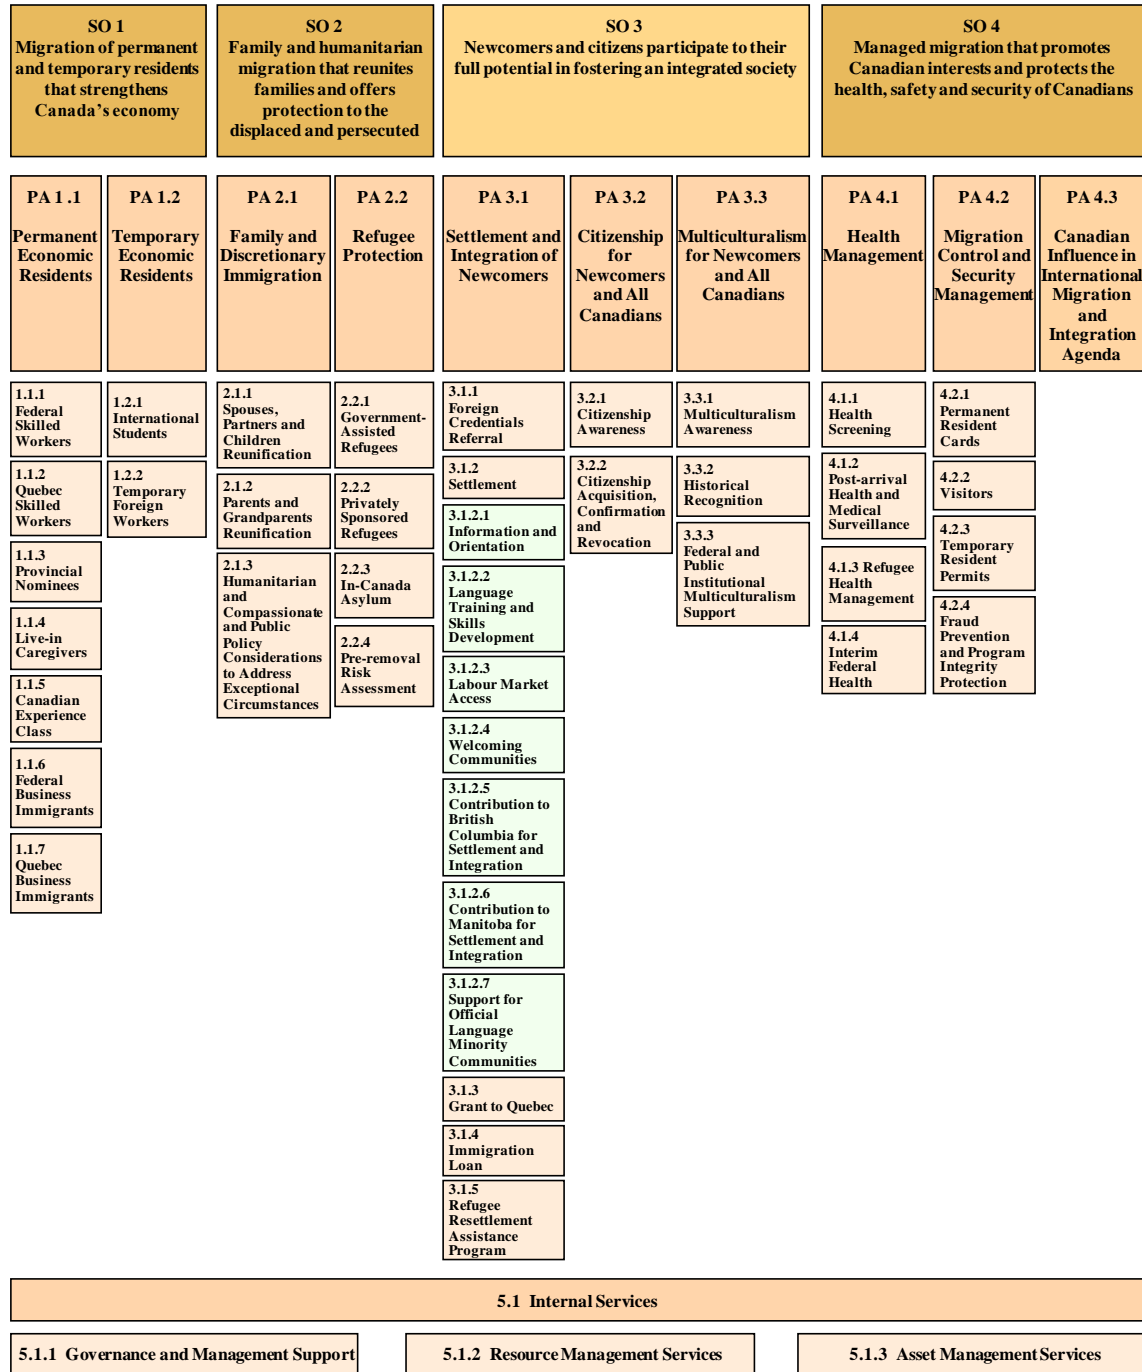 SO 1
Migration of permanent
and temporary residents
that strengthens
Canada's economy
SO 2
Family and humanitarian
migration that reunites
families and offers
protection to the
displaced and persecuted
SO 3
Newcomers and citizens participate to their
full potential in fostering an integrated society
SO 4
Managed migration that promotes
Canadian interests and protects the
health, safety and security of Canadians
PA 1.1
Permanent
Economic
Residents
PA 1.2
Temporary
Economic
Residents
PA 2.1
Family and
Discretionary
Immigration
PA 2.2
Refugee
Protection
PA 3.1
Settlement and
Integration of
Newcomers
PA 3.2
Citizenship
for
Newcomers
and All
Canadians
PA 3.3
Multiculturalism
for Newcomers
and All
Canadians
PA 4.1
Health
Management
PA 4.2
Migration
Control and
Security
Management
PA 4.3
Canadian
Influence in
International
Migration
and
Integration
Agenda
1.1.1
Federal
Skilled
Workers
1.1.2
Quebec
Skilled
Workers
1.1.3
Provincial
Nominees
1.1.4
Live-in
Caregivers
1.1.5
Canadian
Experience
Class
1.1.6
Federal
Business
Immigrants
1.1.7
Quebec
Business
Immigrants
1.2.1
International
Students
1.2.2
Temporary
Foreign
Workers
2.1.1
Spouses,
Partners and
Children
Reunification
2.1.2
Parents and
Grandparents
Reunification
2.1.3
Humanitarian
and
Compassionate
and Public
Policy
Considerations
to Address
Exceptional
Circumstances
2.2.1
Government-
Assisted
Refugees
2.2.2
Privately
Sponsored
Refugees
2.2.3
In-Canada
Asylum
2.2.4
Pre-removal
Risk
Assessment
3.1.1
Foreign
Credentials
Referral
3.1.2
Settlement
3.1.2.1
Information and
Orientation
3.1.2.2
Language
Training and
Skills
Development
3.1.2.3
Labour Market
Access
3.1.2.4
Welcoming
Communities
3.1.2.5
Contribution to
British
Columbia for
Settlement and
Integration
3.1.2.6
Contribution to
Manitoba for
Settlement and
Integration
3.1.2.7
Support for
Official
Language
Minority
Communities
3.1.3
Grant to Quebec
3.1.4
Immigration
Loan
3.1.5
Refugee
Resettlement
Assistance
Program
3.2.1
Citizenship
Awareness
3.2.2
Citizenship
Acquisition,
Confirmation
and
Revocation
3.3.1
Multiculturalism
Awareness
3.3.2
Historical
Recognition
3.3.3
Federal and
Public
Institutional
Multiculturalism
Support
4.1.1
Health
Screening
4.1.2
Post-arrival
Health and
Medical
Surveillance
4.1.3 Refugee
Health
Management
4.1.4
Interim
Federal
Health
4.2.1
Permanent
Resident
Cards
4.2.2
Visitors
4.2.3
Temporary
Resident
Permits
4.2.4
Fraud
Prevention
and Program
Integrity
Protection
5.1 Internal Services
5.1.1 Governance and Management Support
5.1.2 Resource Management Services
5.1.3 Asset Management Services